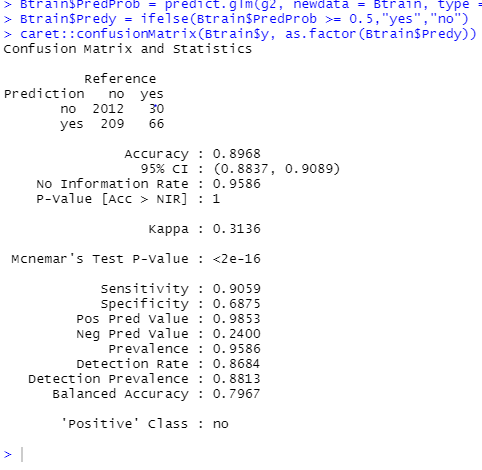 > Btrain$PredProb = predict.glm(g2, newdata = Btrain, type =
> Btrain$Predy = ifelse(Btrain$PredProb >= 0.5,"yes","no")
> caret::confusionMatrix(Btrain$y, as.factor(Btrain$Predy))
Confusion Matrix and Statistics
Reference
Prediction no yes
no 2012 30
yes 209 66
Accuracy : 0.8968
95% CI : (0.8837, 0.9089)
No Information Rate : 0.9586
P-Value [Acc > NIR] : 1
Kappa : 0.3136
Mcnemar's Test P-Value : <2e-16
Sensitivity : 0.9059
Specificity : 0.6875
Pos Pred Value : 0.9853
Neg Pred Value : 0.2400
Prevalence : 0.9586
Detection Rate : 0.8684
Detection Prevalence : 0.8813
Balanced Accuracy : 0.7967
'Positive' Class : no
>